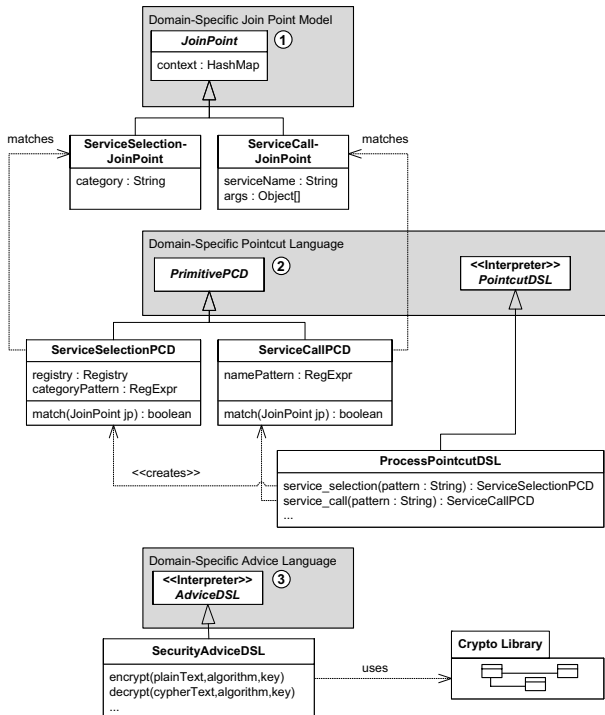 Domain-Specific Join Point Model
JoinPoint
1
context : HashMap
matches
ServiceSelection-
JoinPoint
category : String
ServiceCall-
JoinPoint
serviceName : String
args : Object[]
matches
Domain-Specific Pointcut Language
PrimitivePCD
2
<<Interpreter>>
PointcutDSL
ServiceSelectionPCD
registry : Registry
categoryPattern : RegExpr
match(JoinPoint jp) : boolean
ServiceCallPCD
namePattern : RegExpr
match(JoinPoint jp) : boolean
<<creates>>
ProcessPointcutDSL
service_selection(pattern : String) : ServiceSelectionPCD
service_call(pattern : String) : ServiceCallPCD
...
Domain-Specific Advice Language
<<Interpreter>>
AdviceDSL
3
SecurityAdviceDSL
encrypt(plainText,algorithm,key)
decrypt(cypherText,algorithm,key)
...
uses
Crypto Library